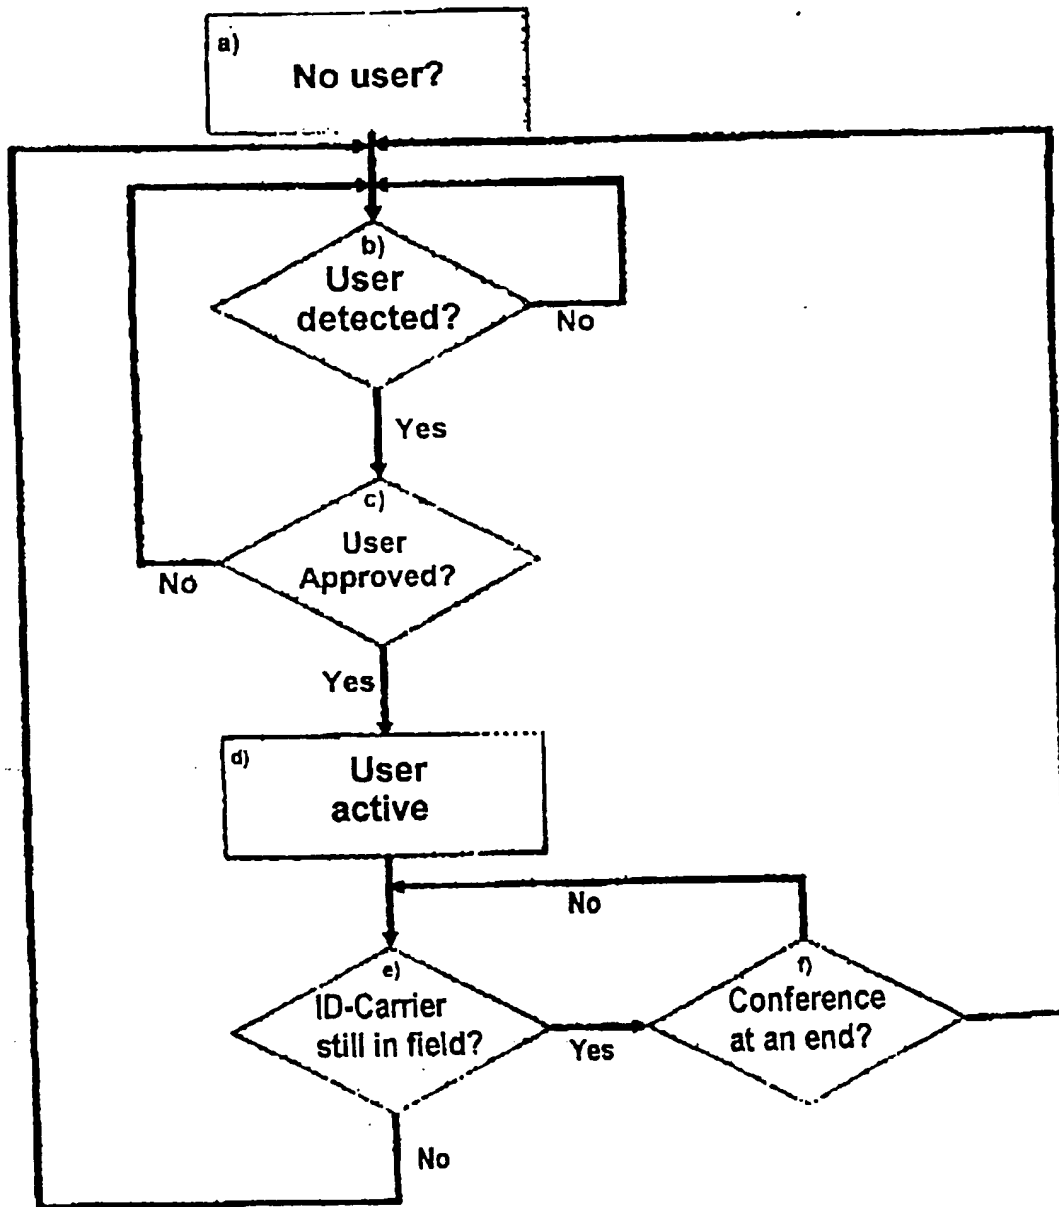 a)
No user?
b)
User
detected?
No
Yes
c)
User
Approved?
No
Yes
d)
User
active
No
e)
ID-Carrier
still in field?
Yes
f)
Conference
at an end?
No